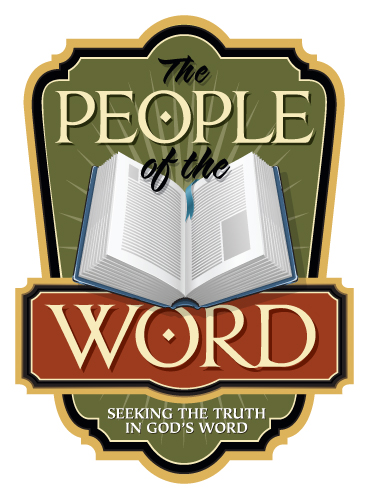 The
PEOPLE
of the
WORD
SEEKING THE TRUTH
IN GOD'S WORD